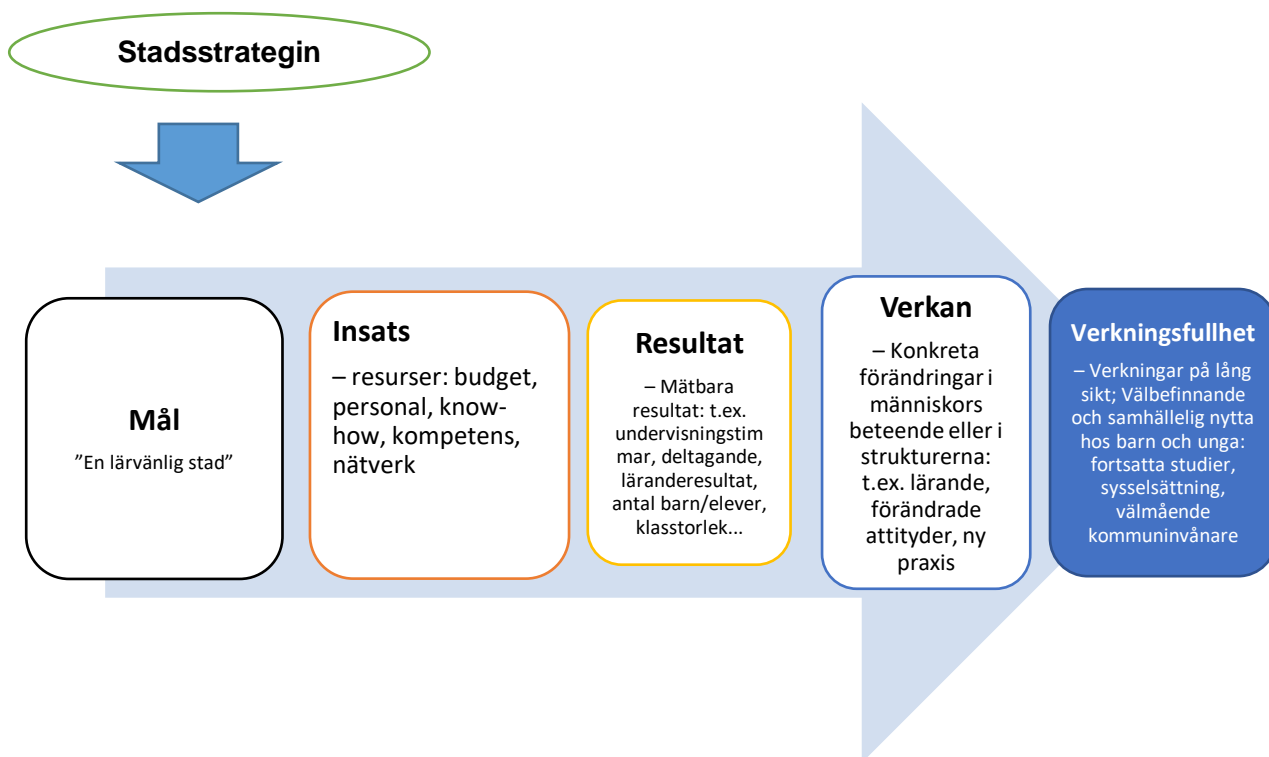 Stadsstrategin
Mål
”En lärvänlig stad”
Insats
– resurser: budget,
personal, know-
how, kompetens,
nätverk
Resultat
– Mätbara
resultat: t.ex.
undervisningstim
mar, deltagande,
läranderesultat,
antal barn/elever,
klasstorlek...
Verkan
– Konkreta
förändringar i
människors
beteende eller i
strukturerna:
t.ex. lärande,
förändrade
attityder, ny
praxis
Verkningsfullhet
– Verkningar på lång
sikt; Välbefinnande
och samhällelig nytta
hos barn och unga:
fortsatta studier,
sysselsättning,
välmående
kommuninvånare